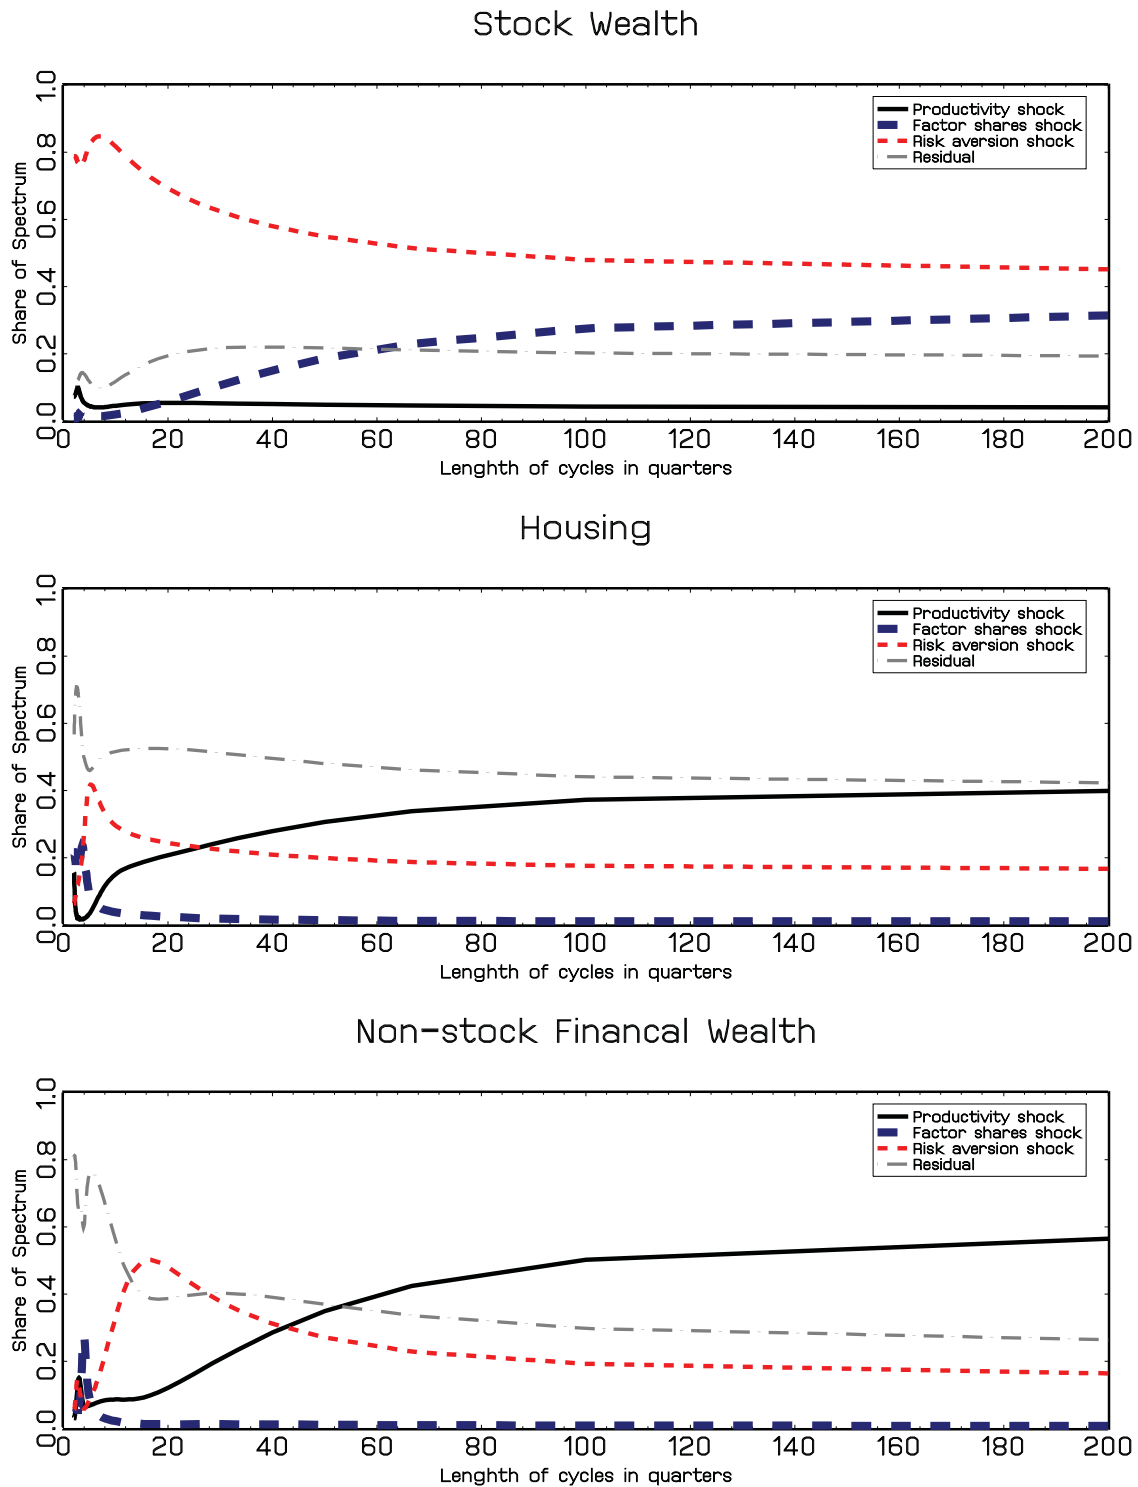 Stock Wealth
1.0
0.8
0.6
0.4
0.2
0.0
Share of Spectrum
Productivity shock
Factor shares shock
Risk aversion shock
Residual
0 20 40 60 80 100 120 140 160 180 200
Lenghth of cycles in quarters
Housing
1.0
0.8
0.6
0.4
0.2
0.0
Share of Spectrum
Productivity shock
Factor shares shock
Risk aversion shock
Residual
0 20 40 60 80 100 120 140 160 180 200
Lenghth of cycles in quarters
Non-stock Financal Wealth
1.0
0.8
0.6
0.4
0.2
0.0
Share of Spectrum
Productivity shock
Factor shares shock
Risk aversion shock
Residual
0 20 40 60 80 100 120 140 160 180 200
Lenghth of cycles in quarters